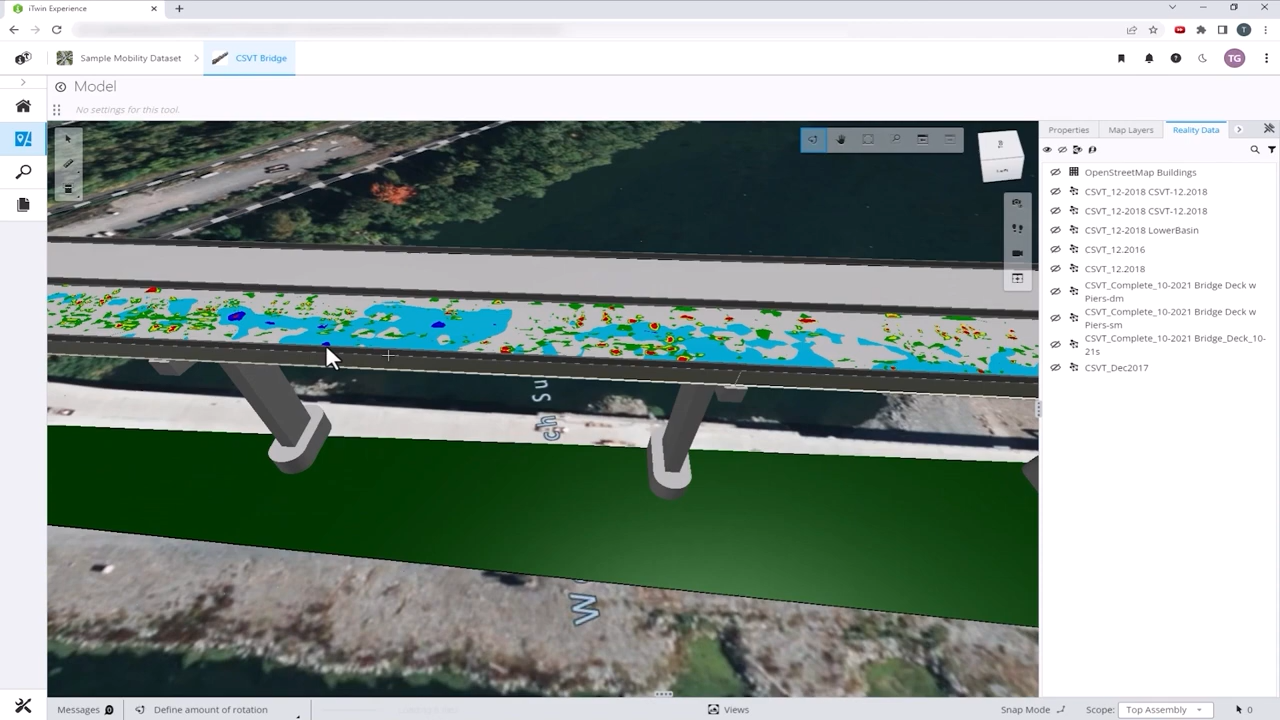 iTwin Experience
T
Sample Mobility Dataset
CSVT Bridge
TG
Model
No settings for this tool.
Properties
Map Layers
Reality Data
OpenStreetMap Buildings
CSVT_12-2018 CSVT-12.2018
CSVT_12-2018 CSVT-12.2018
CSVT_12-2018 LowerBasin
CSVT_12.2016
CSVT_12.2018
CSVT_Complete_10-2021 Bridge Deck w
Piers-dm
CSVT_Complete_10-2021 Bridge Deck w
Piers-sm
CSVT_Complete_10-2021 Bridge_Deck_10-
21s
CSVT_Dec2017
ch Su
W
Messages
Define amount of rotation
Views
Snap Mode
Scope:
Top Assembly
0